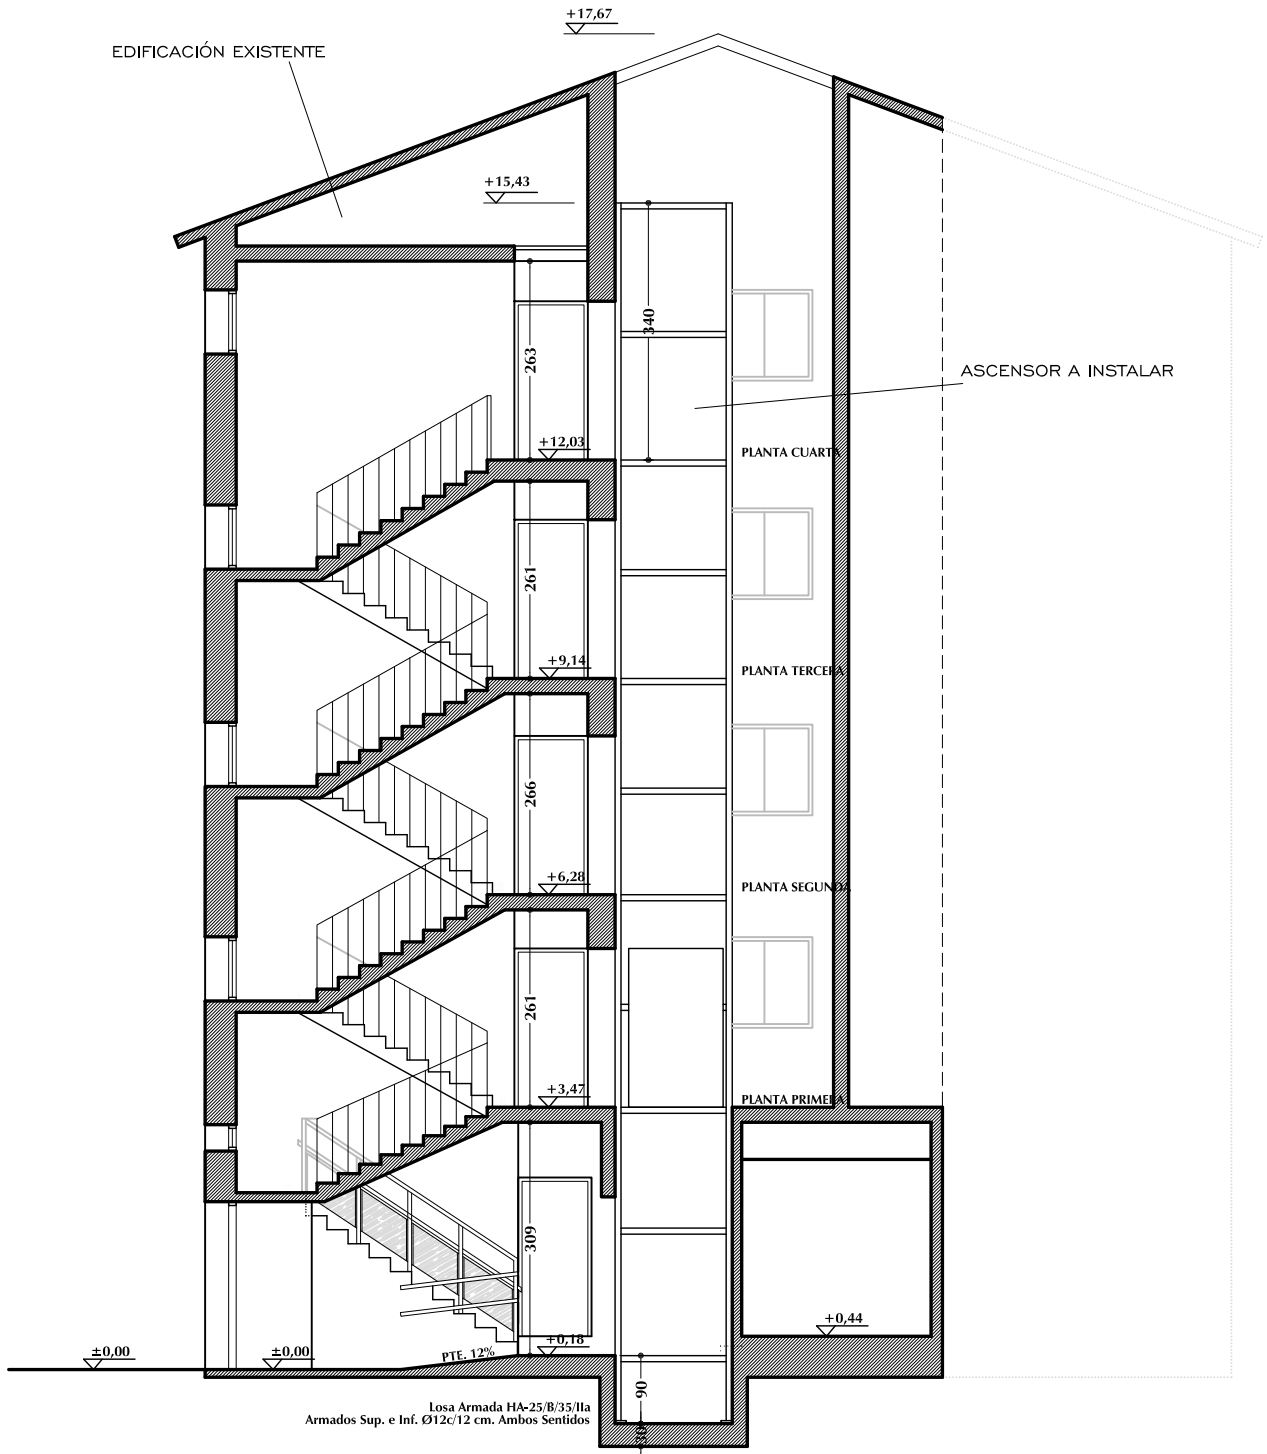 +17,67
EDIFICACIÓN EXISTENTE
+15,43
340
263
ASCENSOR A INSTALAR
+12,03
PLANTA CUARTA
261
+9,14
PLANTA TERCERA
266
+6,28
PLANTA SEGUNDA
261
+3,47
PLANTA PRIMERA
309
+0,44
±0,00
±0,00
+0,18
PTE. 12%
90
Losa Armada HA-25/B/35/IIa
Armados Sup. e Inf. Ø12c/12 cm. Ambos Sentidos
30